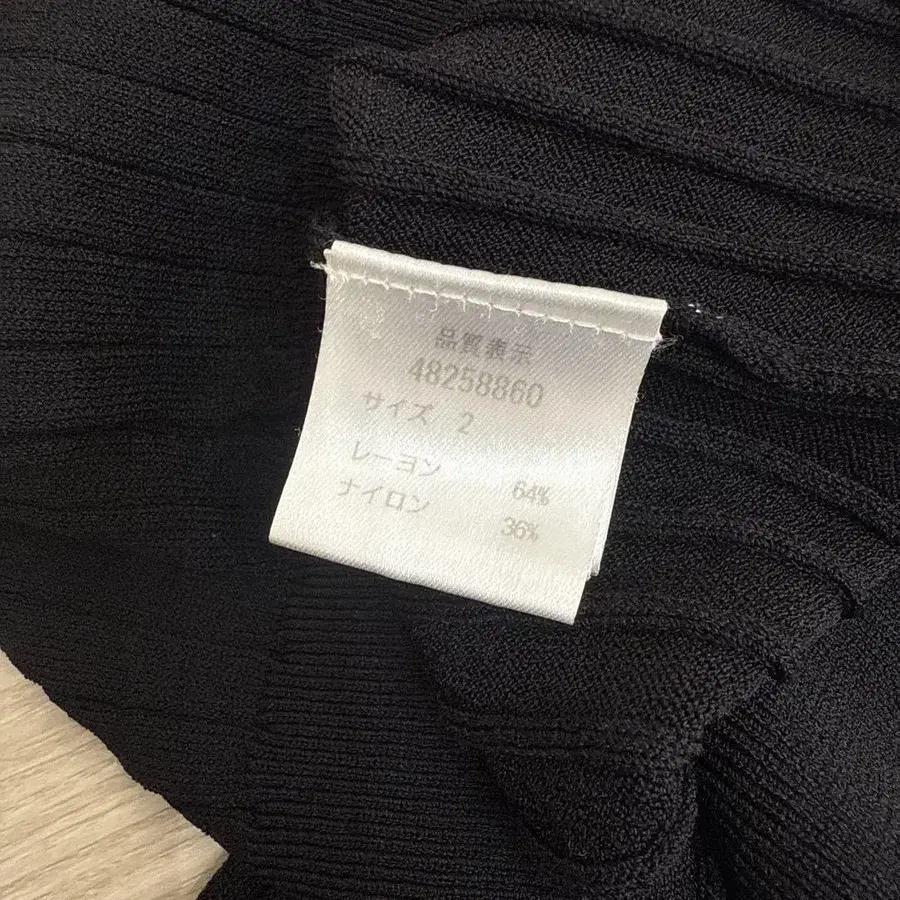 品質表示
48258860
サイズ 2
レーヨン 64%
ナイロン 36%